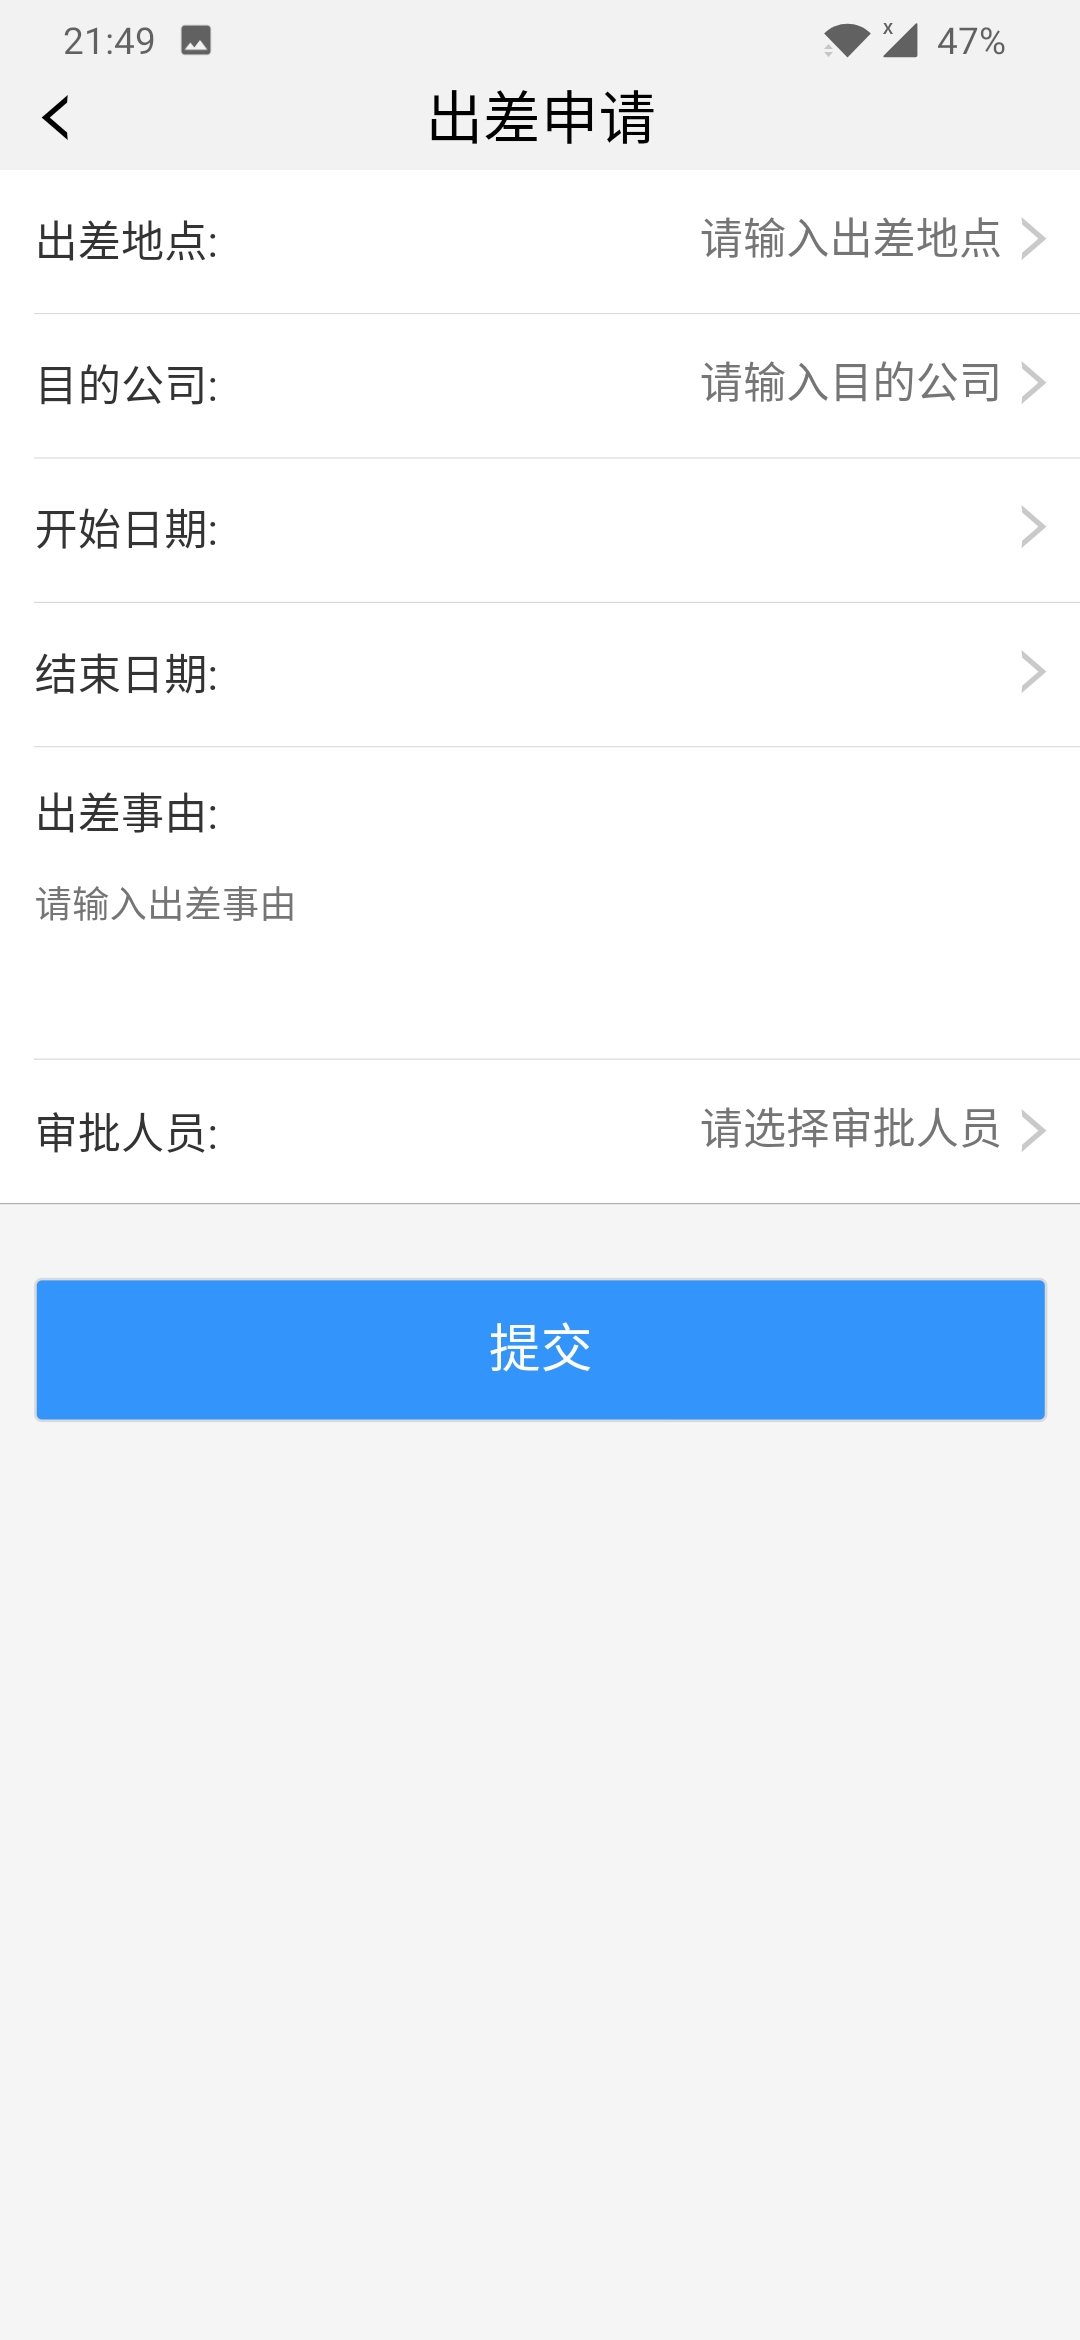 21:49 47%
出差申请
出差地点: 请输入出差地点
目的公司: 请输入目的公司
开始日期:
结束日期:
出差事由:
请输入出差事由
审批人员: 请选择审批人员
提交